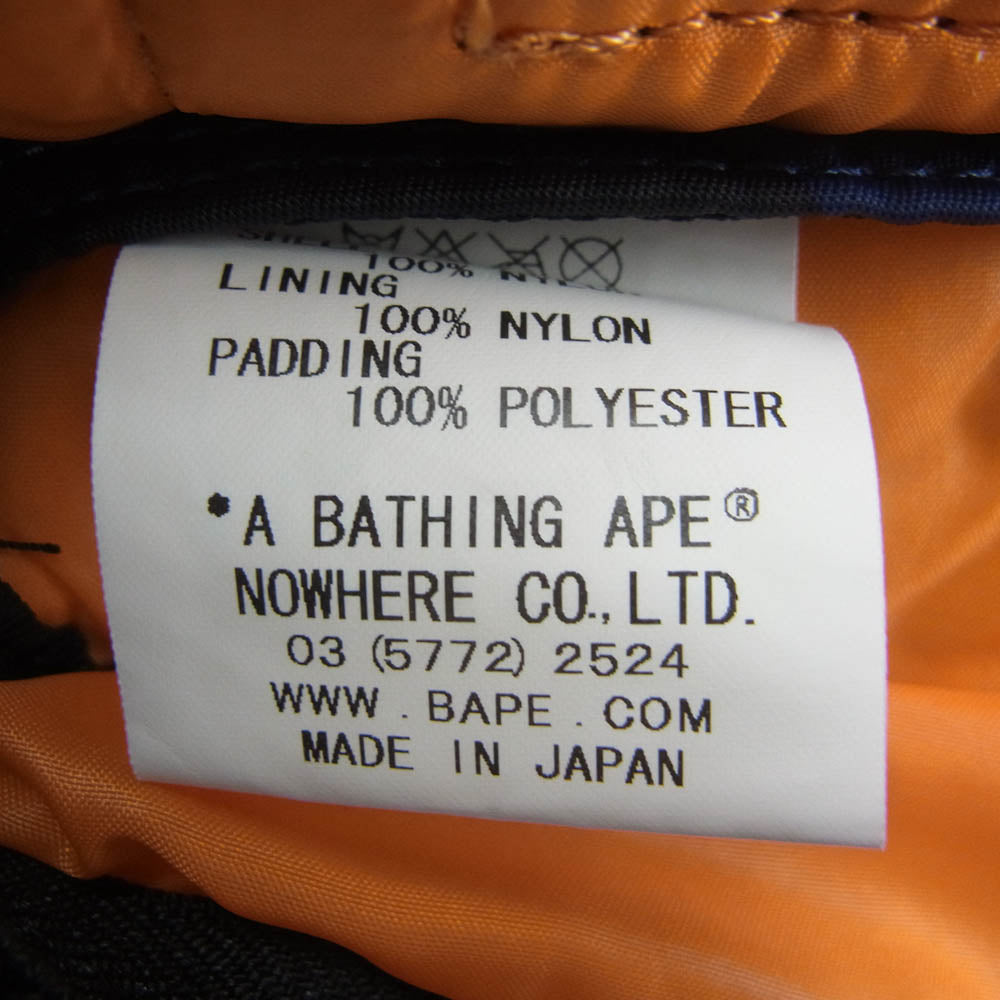 100%
LINING
100% NYLON
PADDING
100% POLYESTER
*A BATHING APE®
NOWHERE CO., LTD.
03 (5772) 2524
WWW . BAPE . COM
MADE IN JAPAN